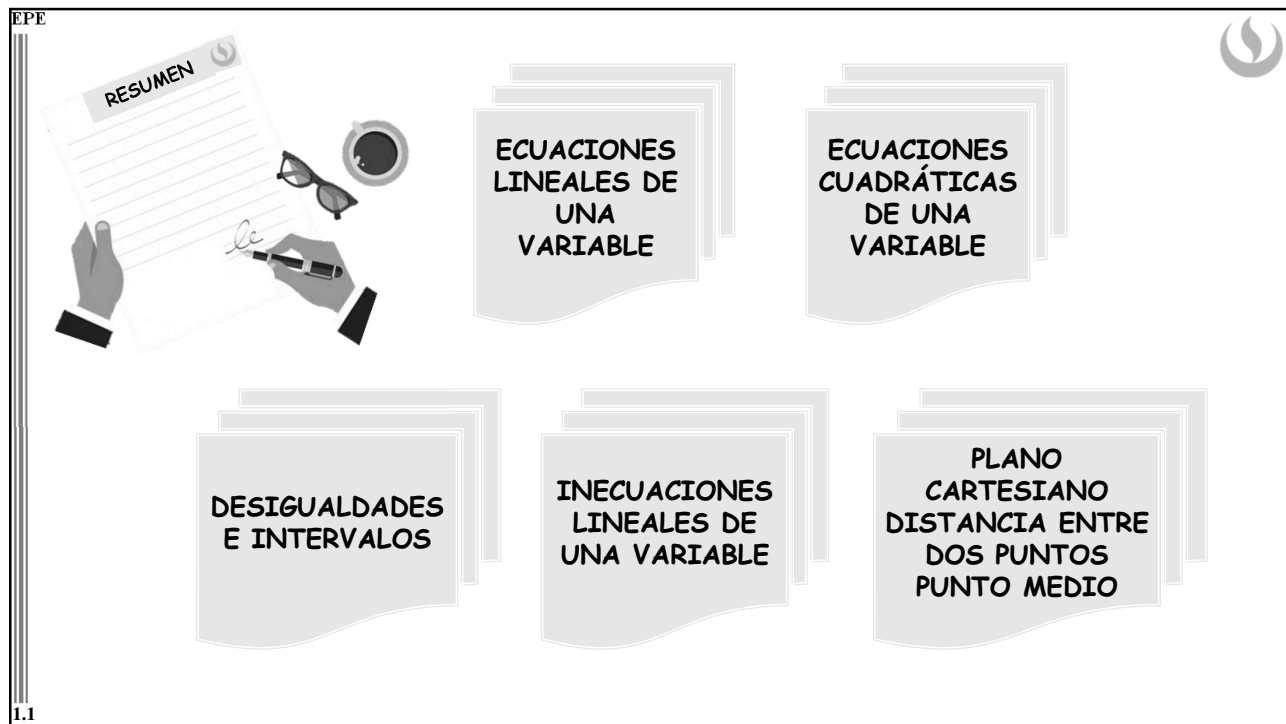 EPE
RESUMEN
ECUACIONES
LINEALES DE
UNA
VARIABLE
ECUACIONES
CUADRÁTICAS
DE UNA
VARIABLE
DESIGUALDADES
E INTERVALOS
INECUACIONES
LINEALES DE
UNA VARIABLE
PLANO
CARTESIANO
DISTANCIA ENTRE
DOS PUNTOS
PUNTO MEDIO
1.1